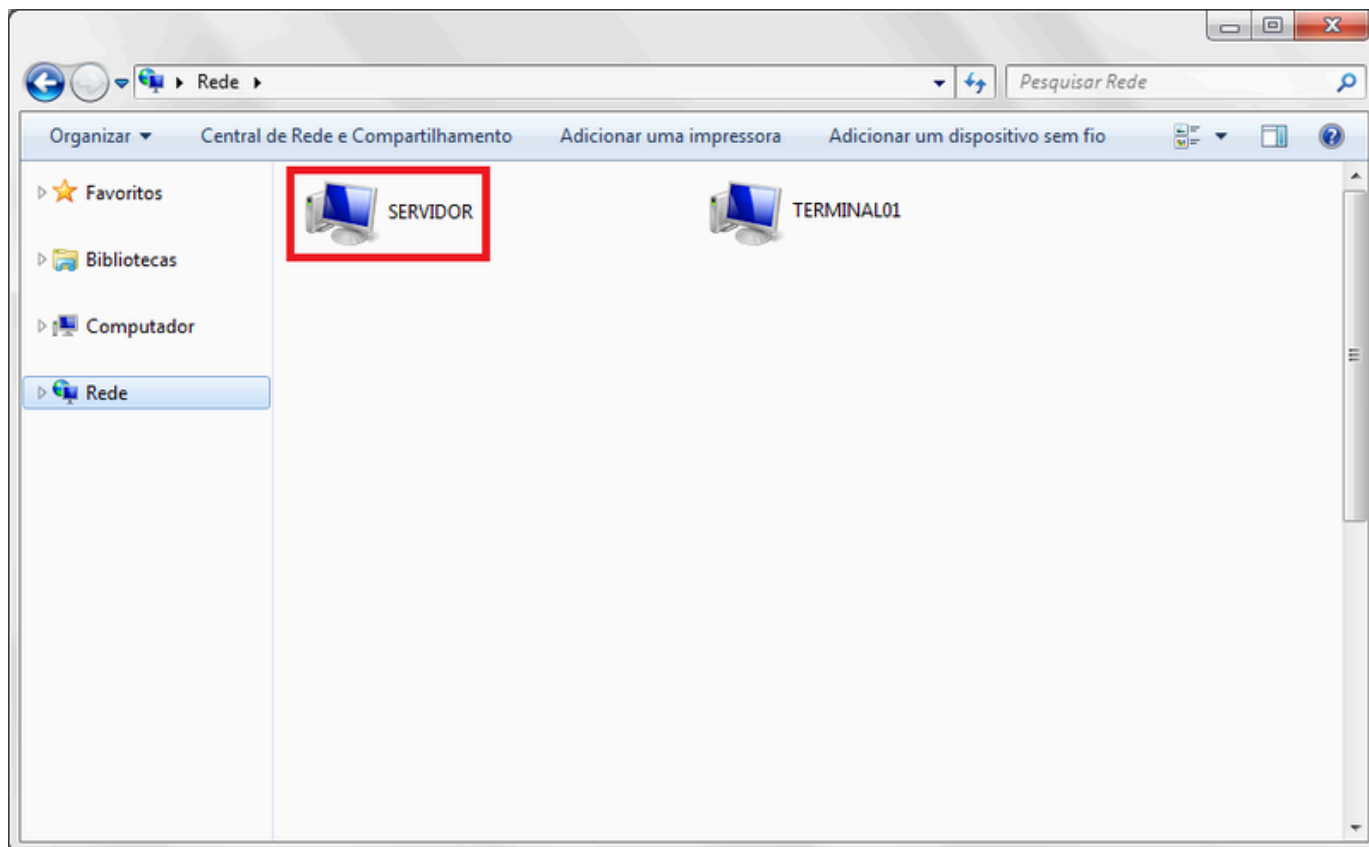 Rede
Pesquisar Rede
Organizar Central de Rede e Compartilhamento Adicionar uma impressora Adicionar um dispositivo sem fio
Favoritos
Bibliotecas
Computador
Rede
SERVIDOR
TERMINAL01